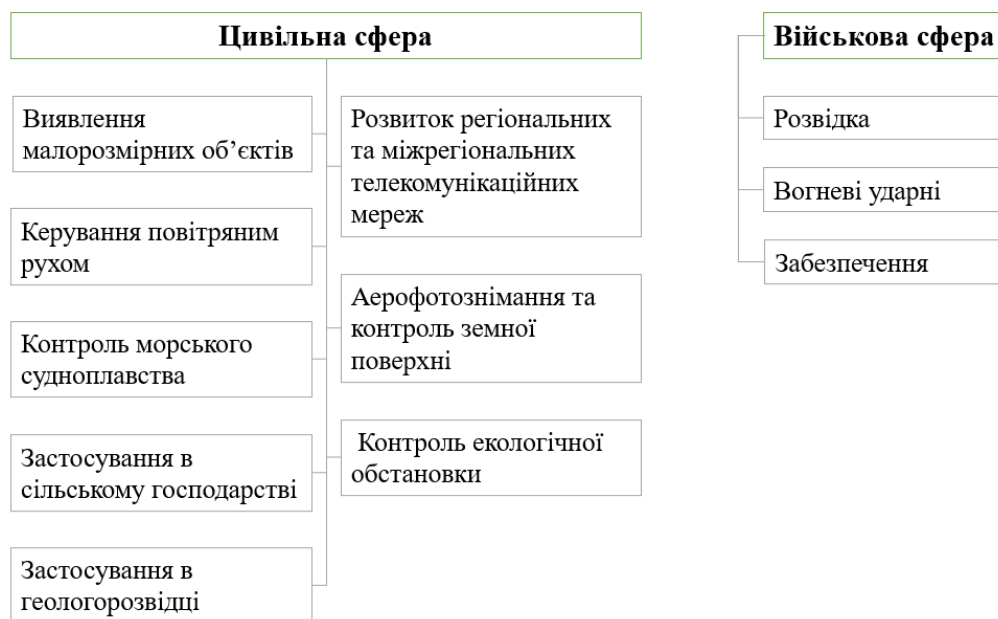 Цивільна сфера
Виявлення
малорозмірних об’єктів
Керування повітряним
рухом
Контроль морського
судноплавства
Застосування в
сільському господарстві
Застосування в
геологорозвідці
Розвиток регіональних
та міжрегіональних
телекомунікаційних
мереж
Аерофотознімання та
контроль земної
поверхні
Контроль екологічної
обстановки
Військова сфера
Розвідка
Вогневі ударні
Забезпечення